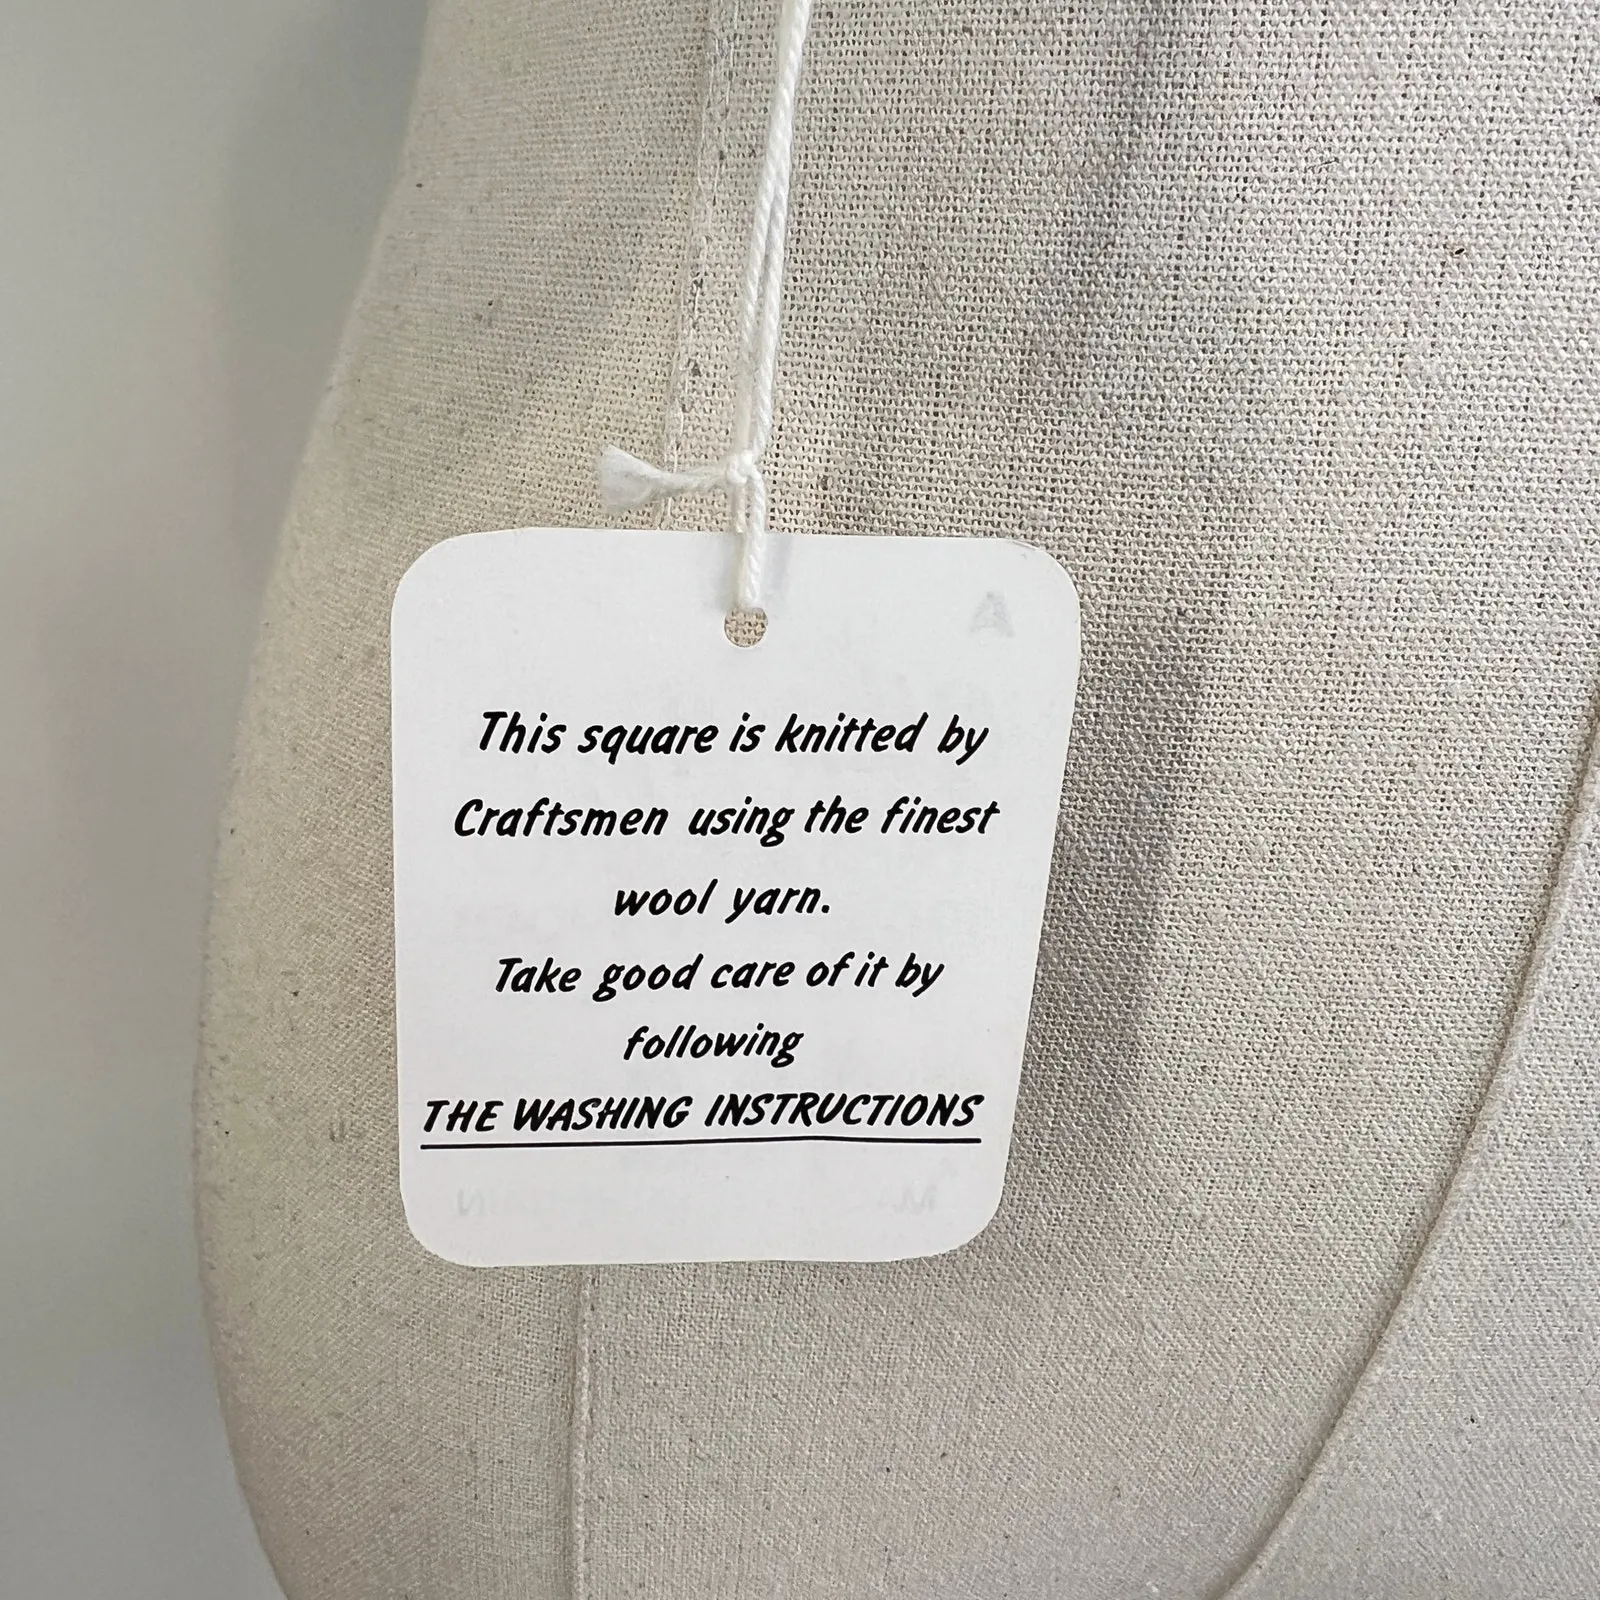 This square is knitted by
Craftsmen using the finest
wool yarn.
Take good care of it by
following
THE WASHING INSTRUCTIONS